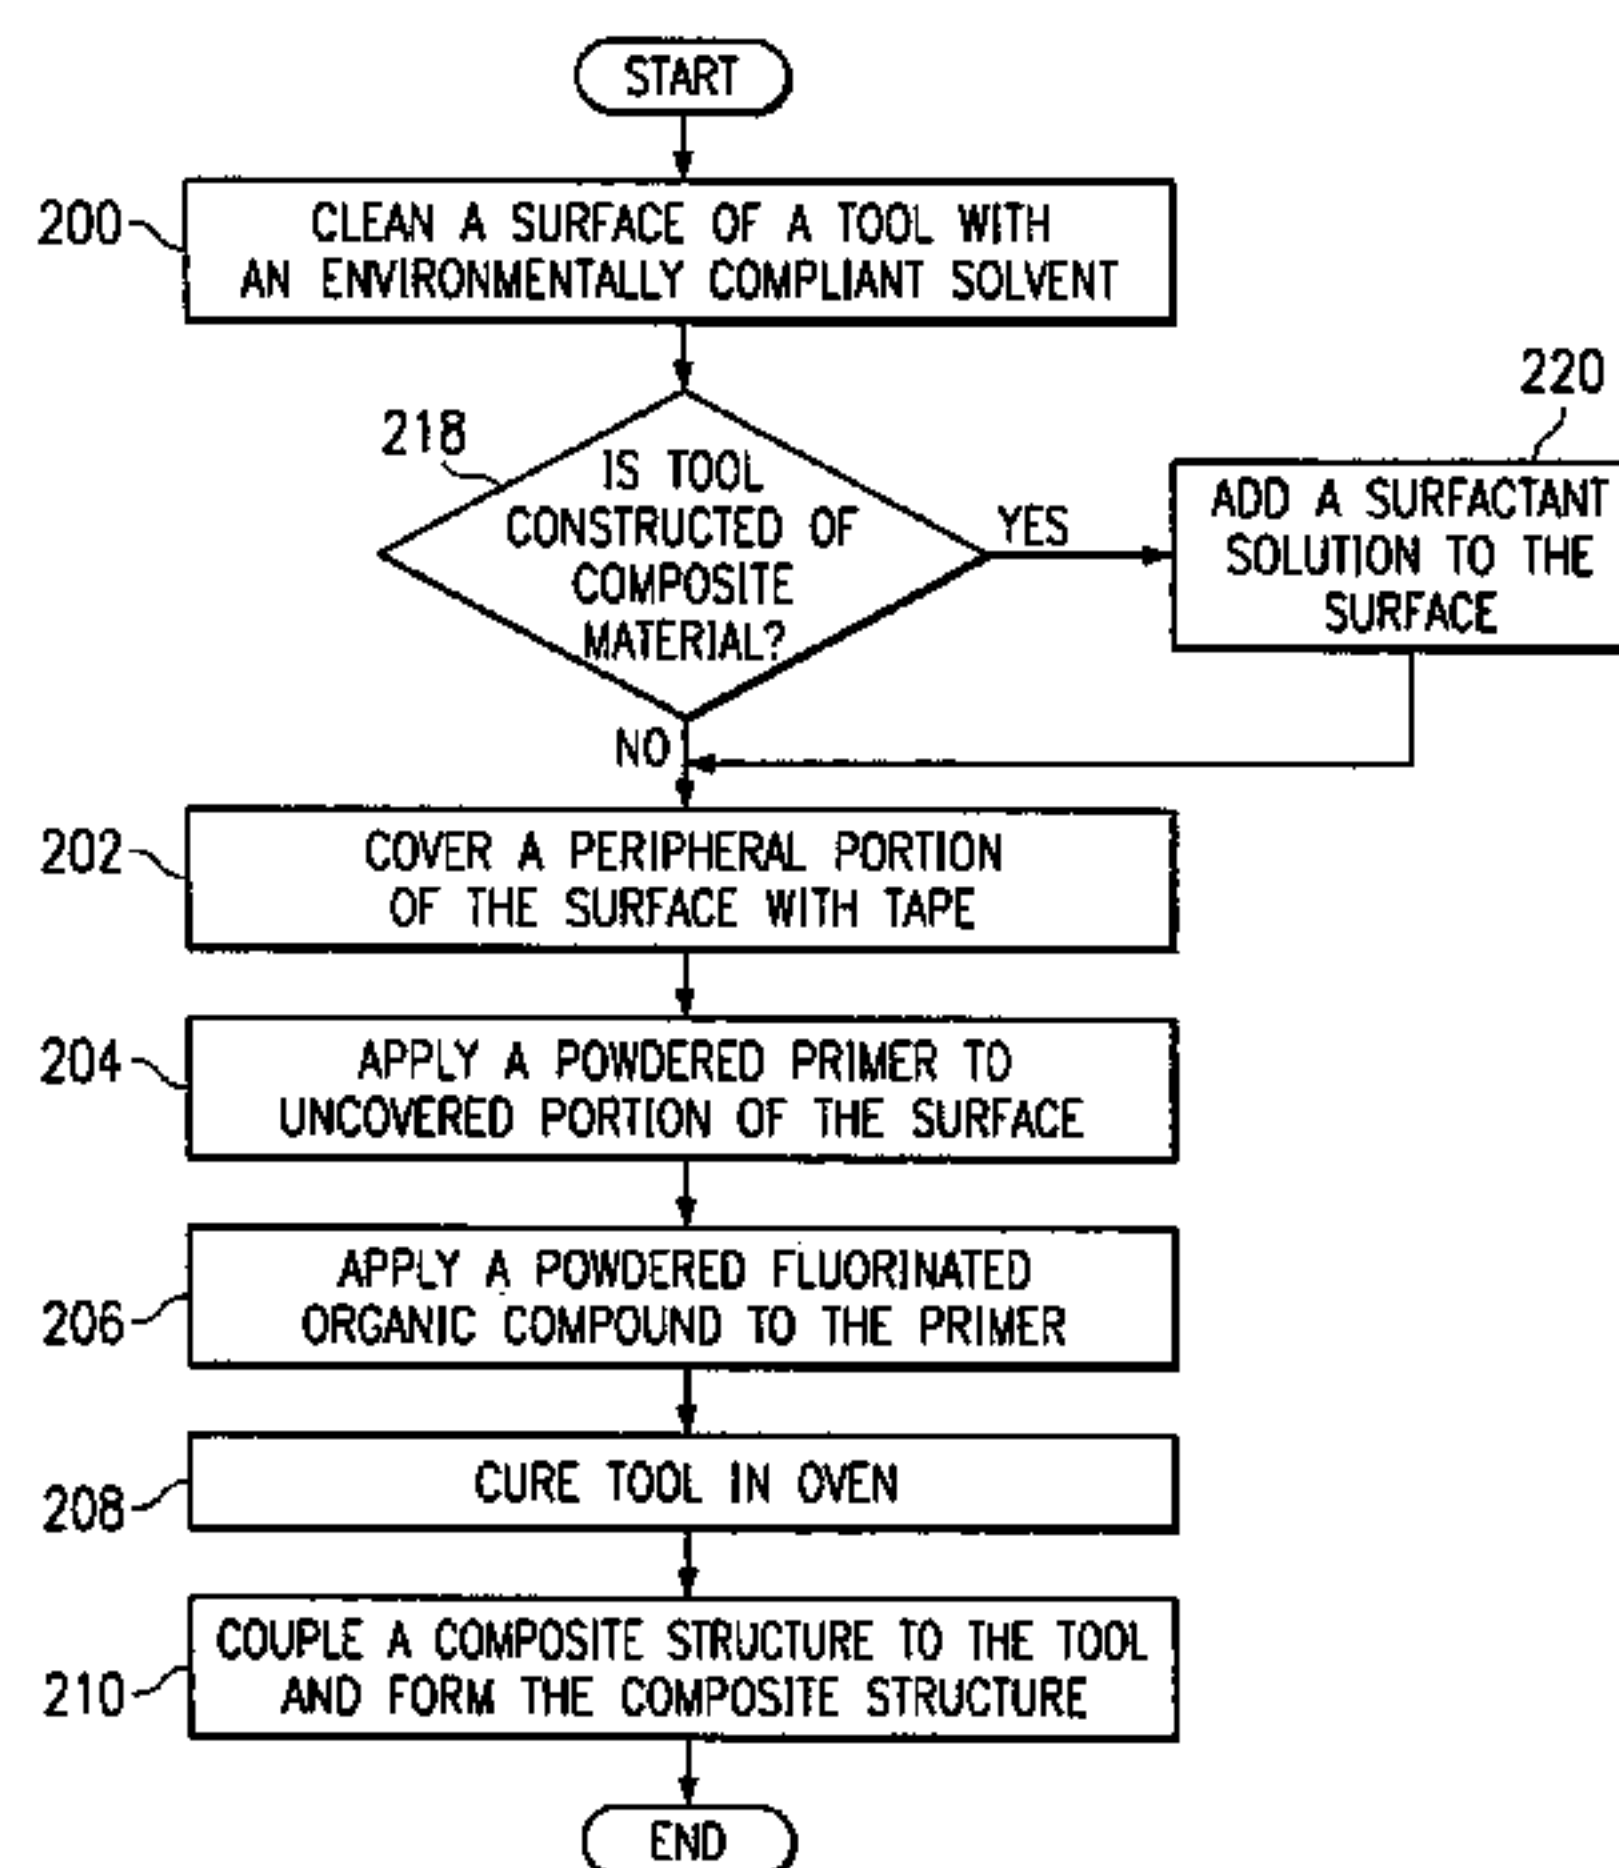 START
200
CLEAN A SURFACE OF A TOOL WITH
AN ENVIRONMENTALLY COMPLIANT SOLVENT
218
IS TOOL
CONSTRUCTED OF
COMPOSITE
MATERIAL?
YES
220
ADD A SURFACTANT
SOLUTION TO THE
SURFACE
NO
202
COVER A PERIPHERAL PORTION
OF THE SURFACE WITH TAPE
204
APPLY A POWDERED PRIMER TO
UNCOVERED PORTION OF THE SURFACE
206
APPLY A POWDERED FLUORINATED
ORGANIC COMPOUND TO THE PRIMER
208
CURE TOOL IN OVEN
210
COUPLE A COMPOSITE STRUCTURE TO THE TOOL
AND FORM THE COMPOSITE STRUCTURE
END